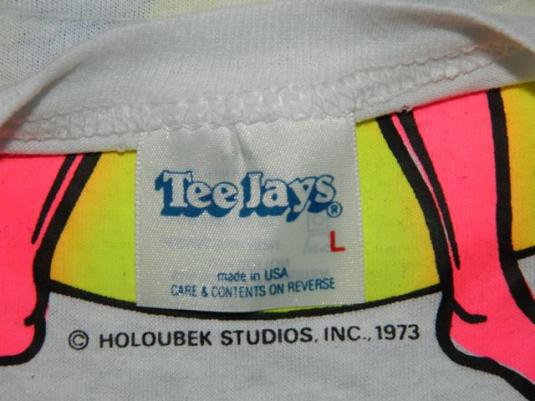 Tee Jays®
L
made in USA
CARE & CONTENTS ON REVERSE
© HOLOUBEK STUDIOS, INC., 1973